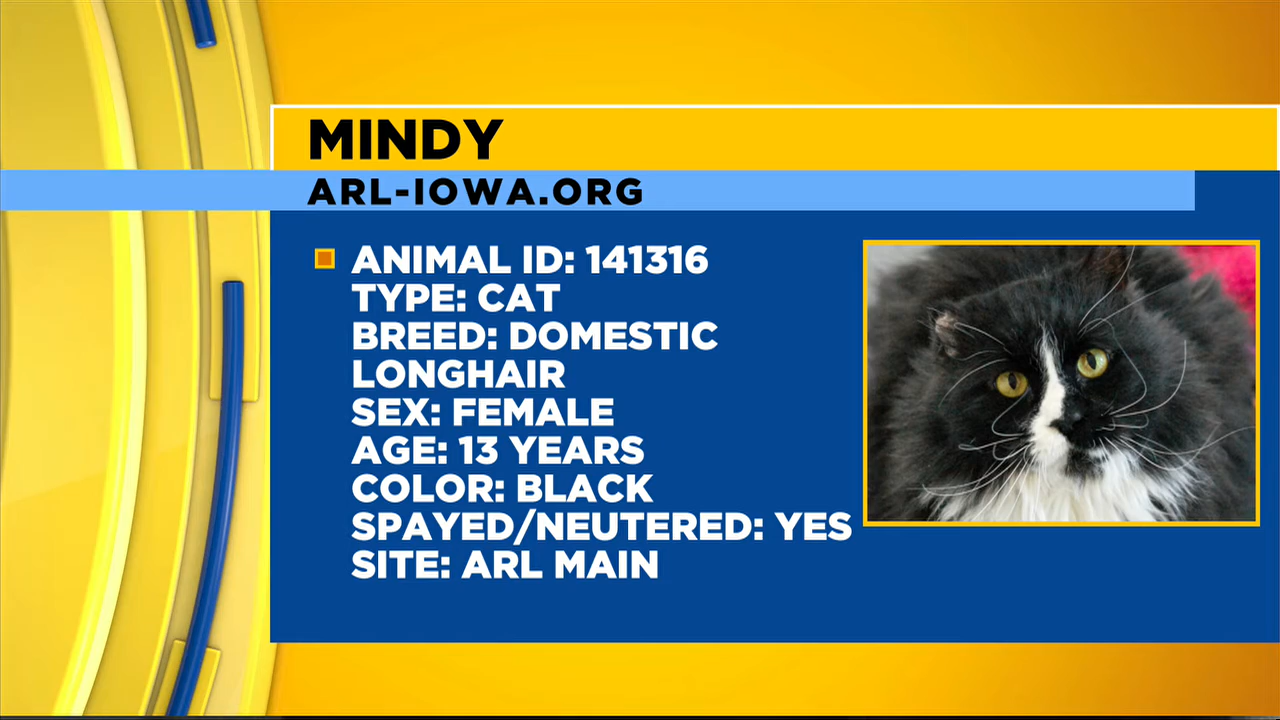 MINDY
ARL-IOWA.ORG
ANIMAL ID: 141316
TYPE: CAT
BREED: DOMESTIC
LONGHAIR
SEX: FEMALE
AGE: 13 YEARS
COLOR: BLACK
SPAYED/NEUTERED: YES
SITE: ARL MAIN